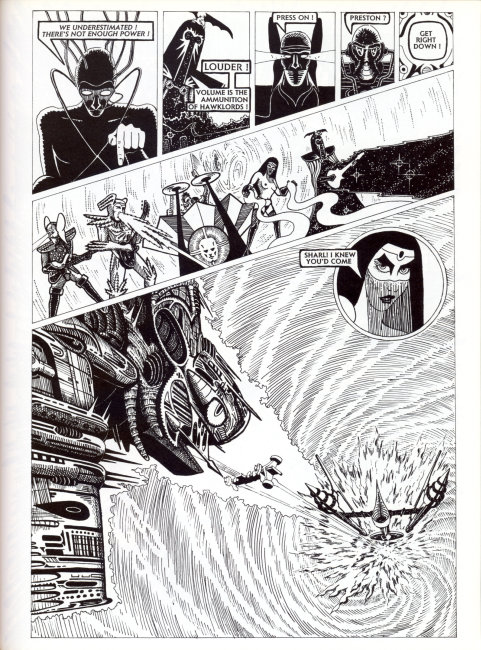 WE UNDERESTIMATED !
THERE'S NOT ENOUGH POWER !
LOUDER !
VOLUME IS THE
AMMUNITION
OF HAWKLORDS !
PRESS ON !
PRESTON ?
GET
RIGHT
DOWN !
SHARLI I KNEW
YOU'D COME